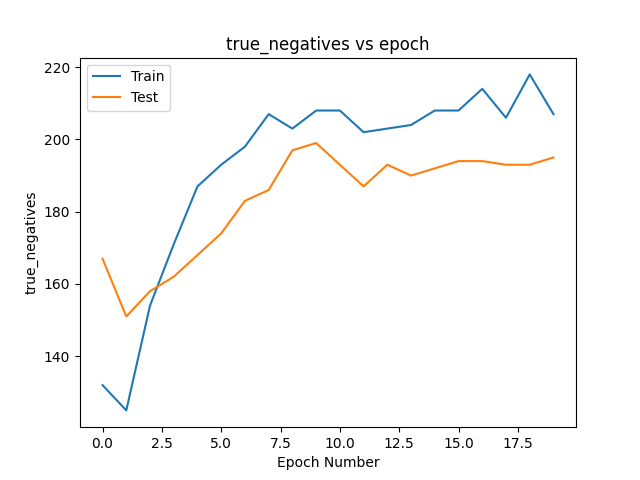 true_negatives vs epoch
Train
Test
220
200
180
160
140
true_negatives
0.0 2.5 5.0 7.5 10.0 12.5 15.0 17.5
Epoch Number